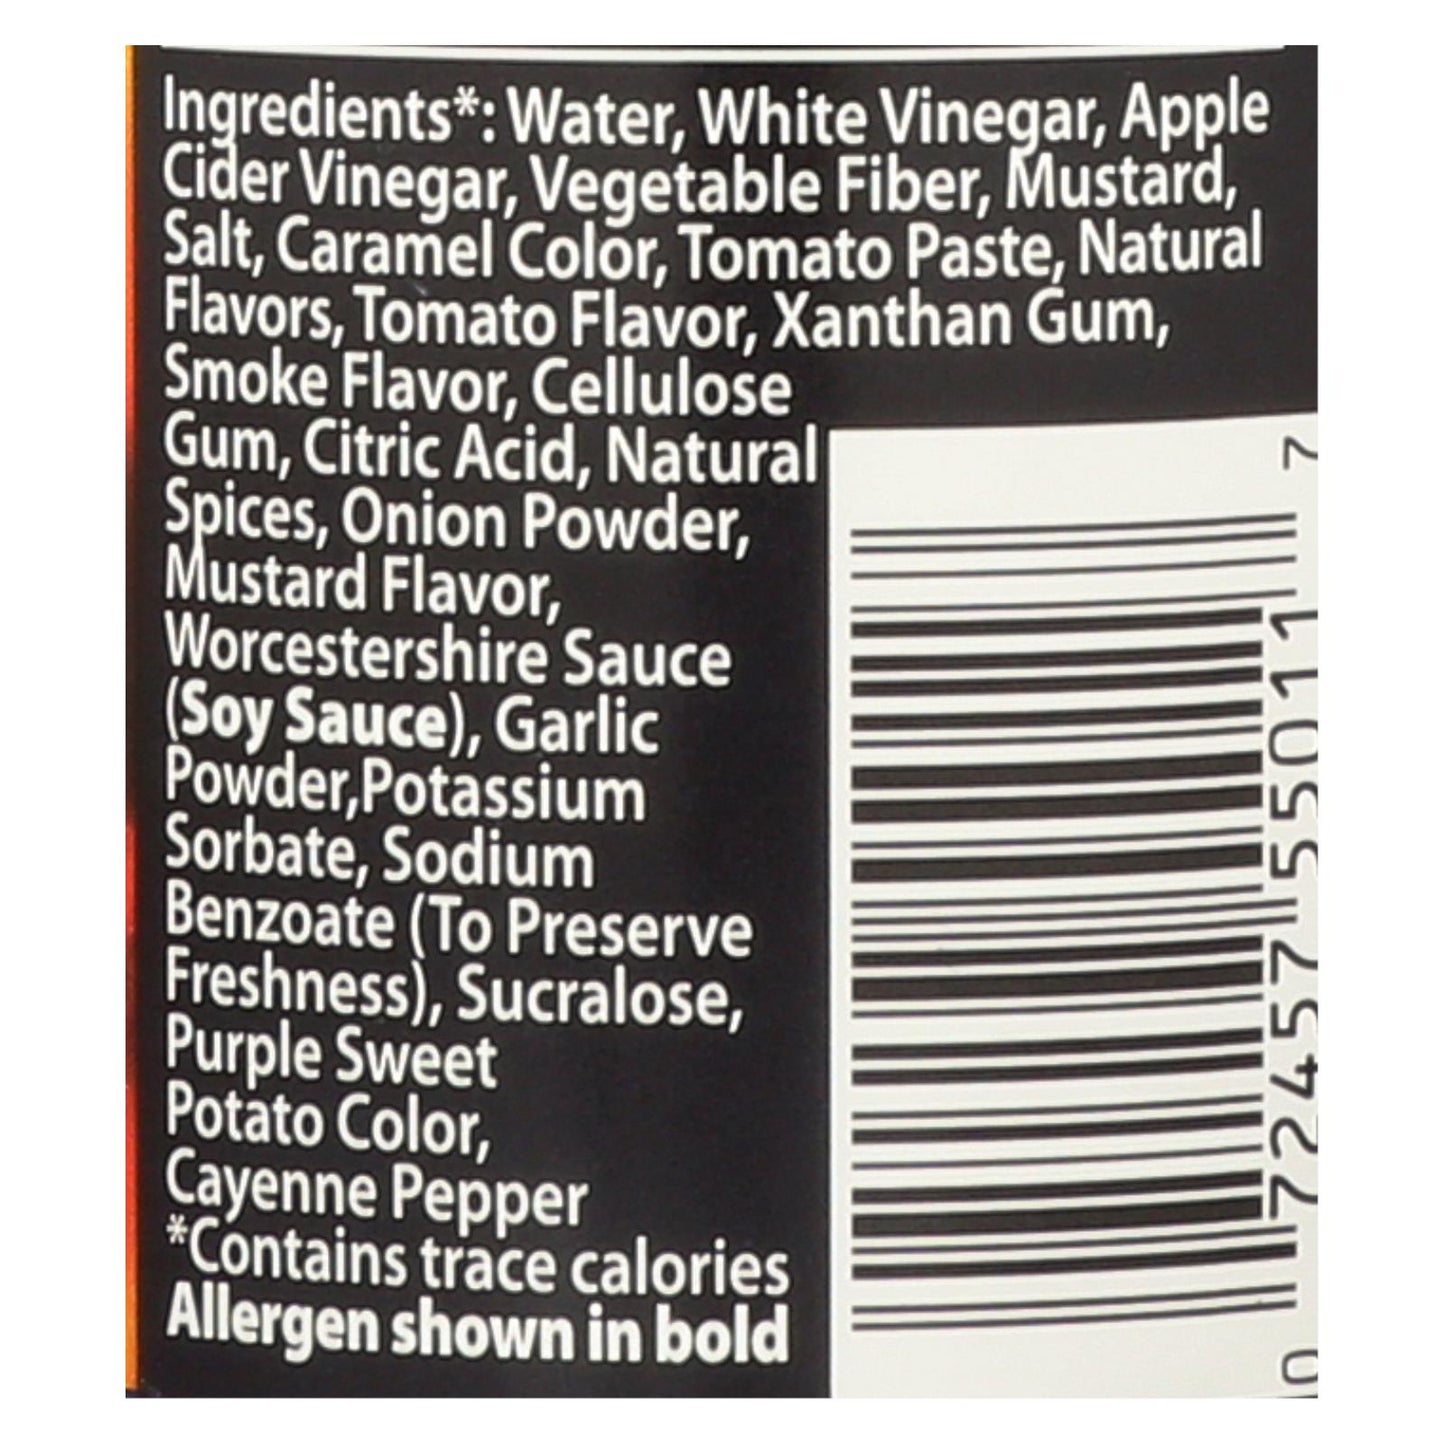 Ingredients*: Water, White Vinegar, Apple
Cider Vinegar, Vegetable Fiber, Mustard,
Salt, Caramel Color, Tomato Paste, Natural
Flavors, Tomato Flavor, Xanthan Gum,
Smoke Flavor, Cellulose
Gum, Citric Acid, Natural
Spices, Onion Powder,
Mustard Flavor,
Worcestershire Sauce
(Soy Sauce), Garlic
Powder,Potassium
Sorbate, Sodium
Benzoate (To Preserve
Freshness), Sucralose,
Purple Sweet
Potato Color,
Cayenne Pepper
*Contains trace calories
Allergen shown in bold
0 72457 55011 7